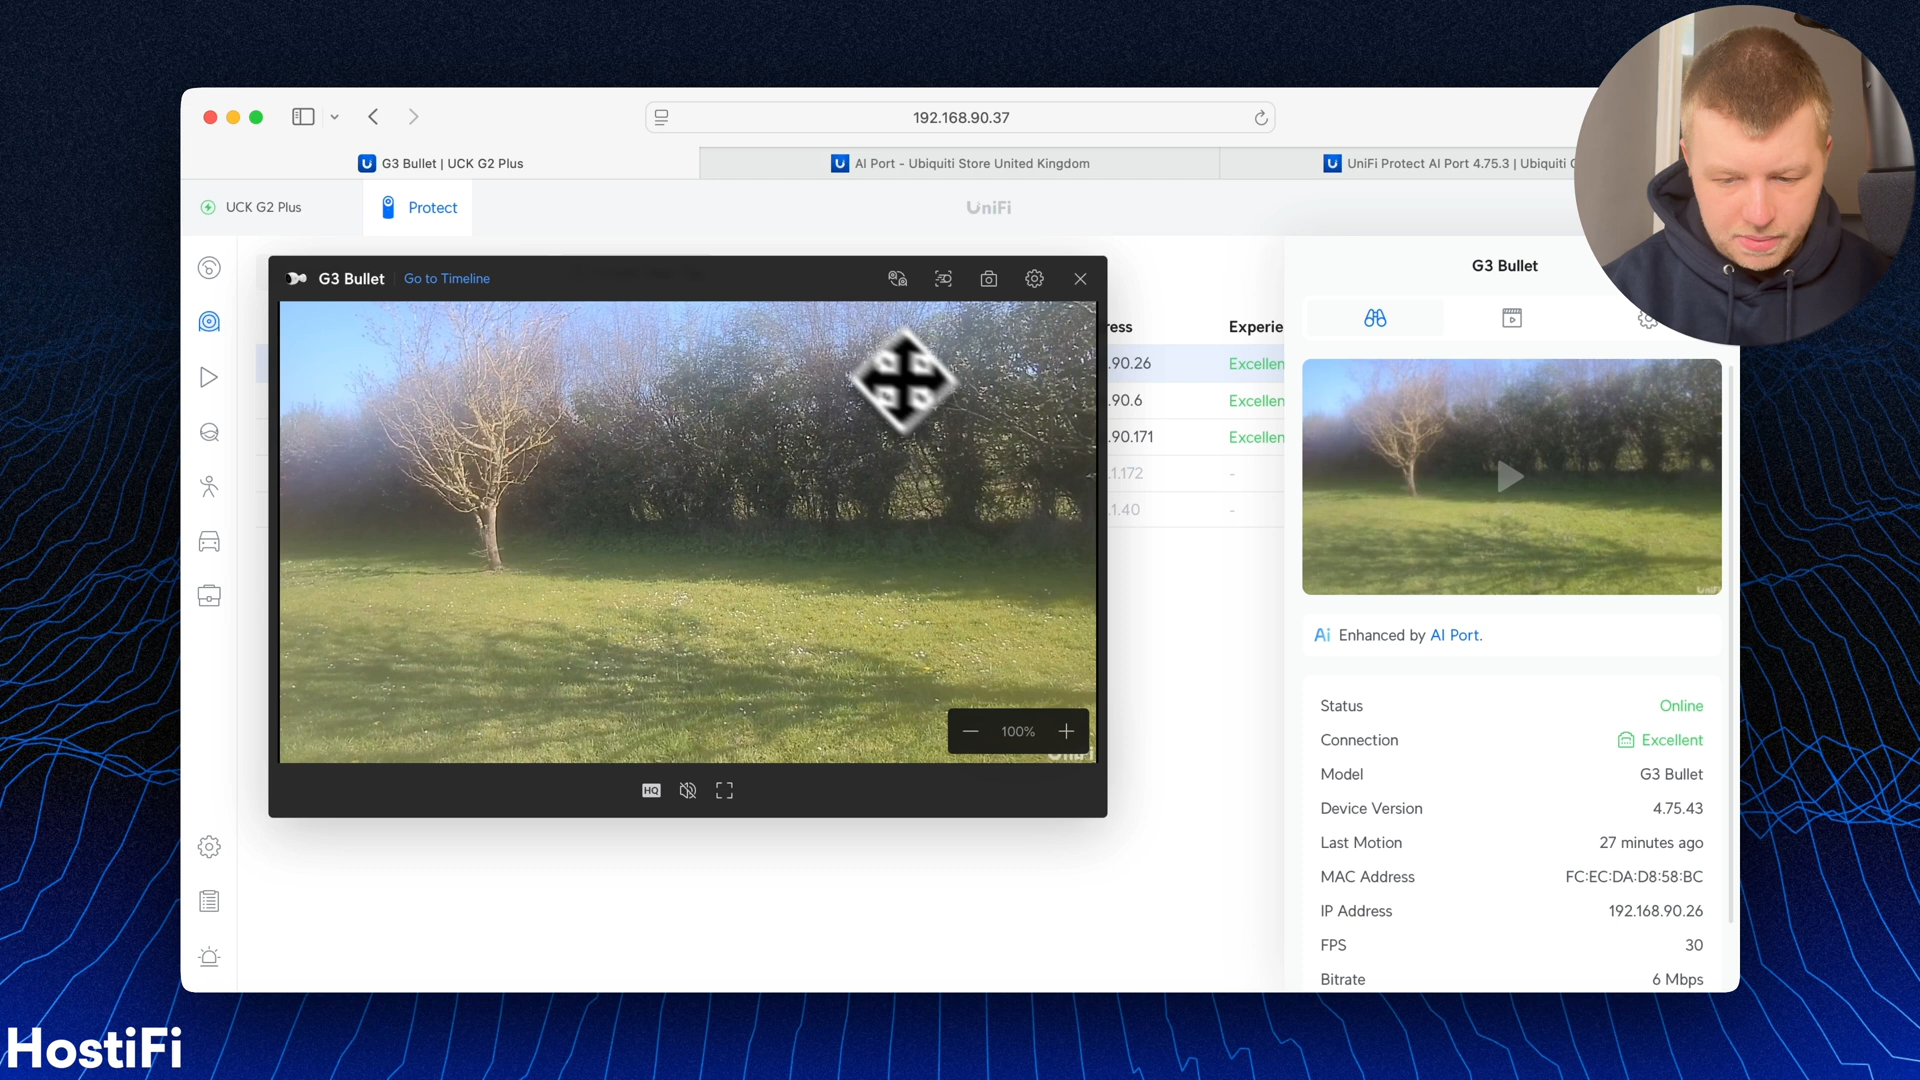 192.168.90.37
G3 Bullet | UCK G2 Plus
AI Port - Ubiquiti Store United Kingdom
UniFi Protect AI Port 4.75.3 | Ubiquiti C
UCK G2 Plus
Protect
UniFi
G3 Bullet
Go to Timeline
G3 Bullet
ress
Experie
.90.26
Excellen
.90.6
Excellen
.90.171
Excellen
.1.172
-
.1.40
-
100%
HQ
Ai Enhanced by AI Port.
Status
Online
Connection
Excellent
Model
G3 Bullet
Device Version
4.75.43
Last Motion
27 minutes ago
MAC Address
FC:EC:DA:D8:58:BC
IP Address
192.168.90.26
FPS
30
Bitrate
6 Mbps
HostiFi